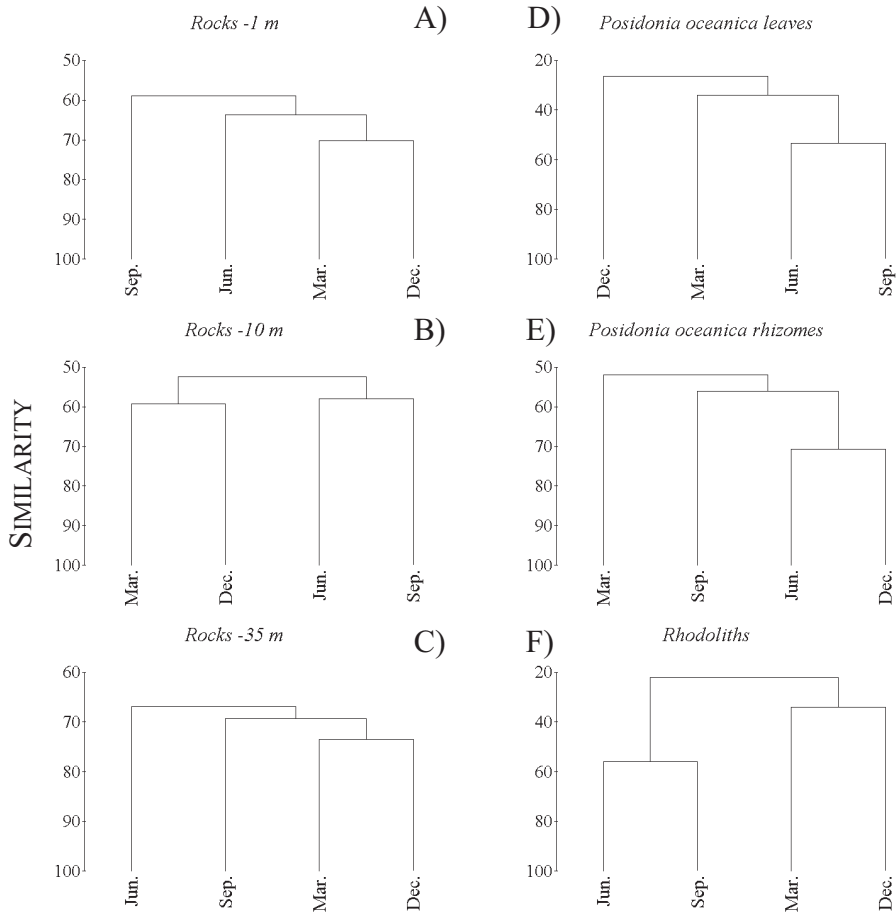 SIMILARITY
Rocks -1 m
A)
50
60
70
80
90
100
Sep.
Jun.
Mar.
Dec.
D)
Posidonia oceanica leaves
20
40
60
80
100
Dec.
Mar.
Jun.
Sep.
Rocks -10 m
B)
50
60
70
80
90
100
Mar.
Dec.
Jun.
Sep.
E)
Posidonia oceanica rhizomes
50
60
70
80
90
100
Mar.
Sep.
Jun.
Dec.
Rocks -35 m
C)
60
70
80
90
100
Jun.
Sep.
Mar.
Dec.
F)
Rhodoliths
20
40
60
80
100
Jun.
Sep.
Mar.
Dec.